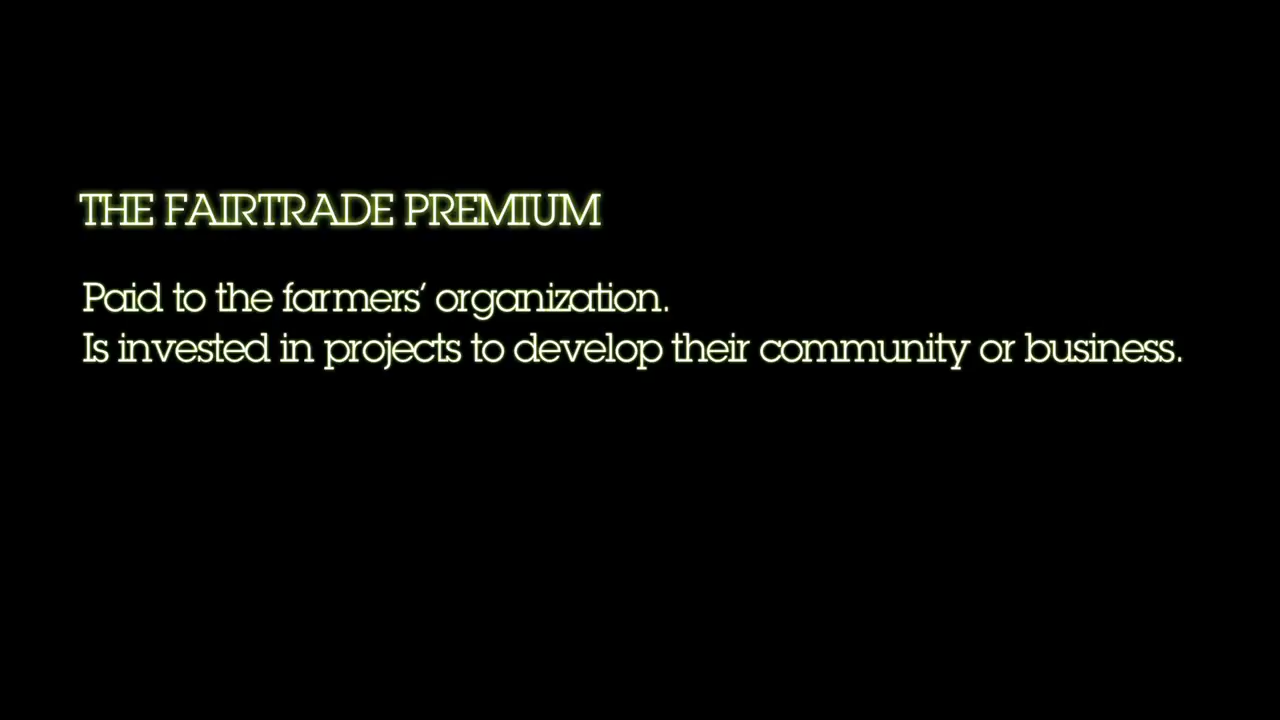 THE FAIRTRADE PREMIUM
Paid to the farmers’ organization.
Is invested in projects to develop their community or business.